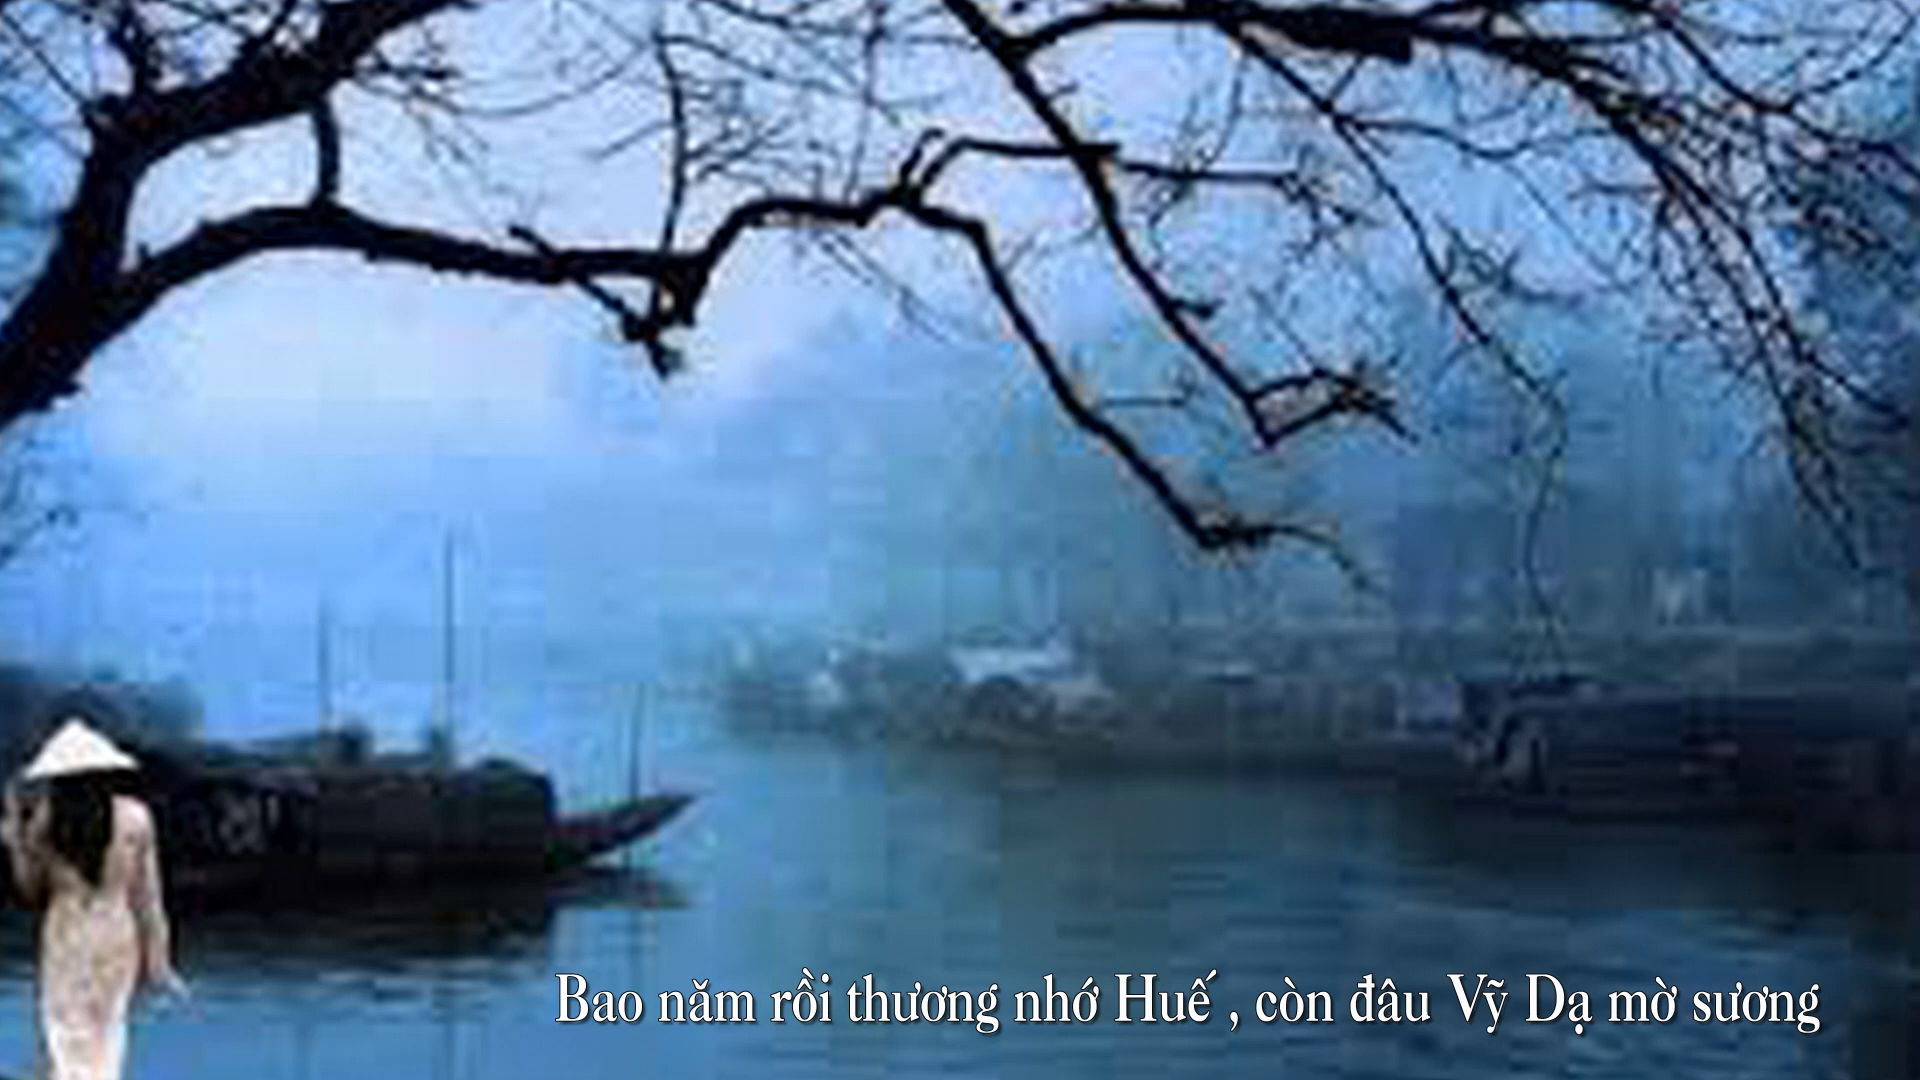 Bao năm rồi thương nhớ Huế , còn đâu Vỹ Dạ mờ sương